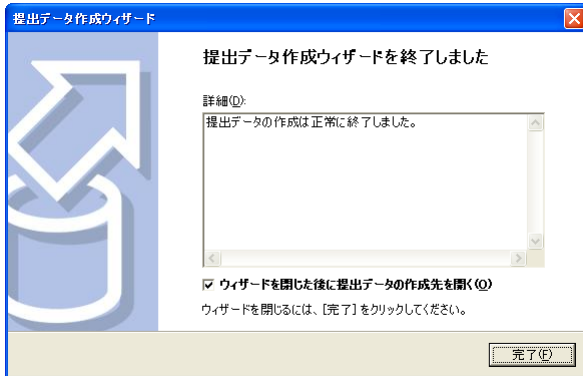 提出データ作成ウィザード
提出データ作成ウィザードを終了しました
詳細(D):
提出データの作成は正常に終了しました。
ウィザードを閉じた後に提出データの作成先を開く(O)
ウィザードを閉じるには、[完了]をクリックしてください。
完了(F)